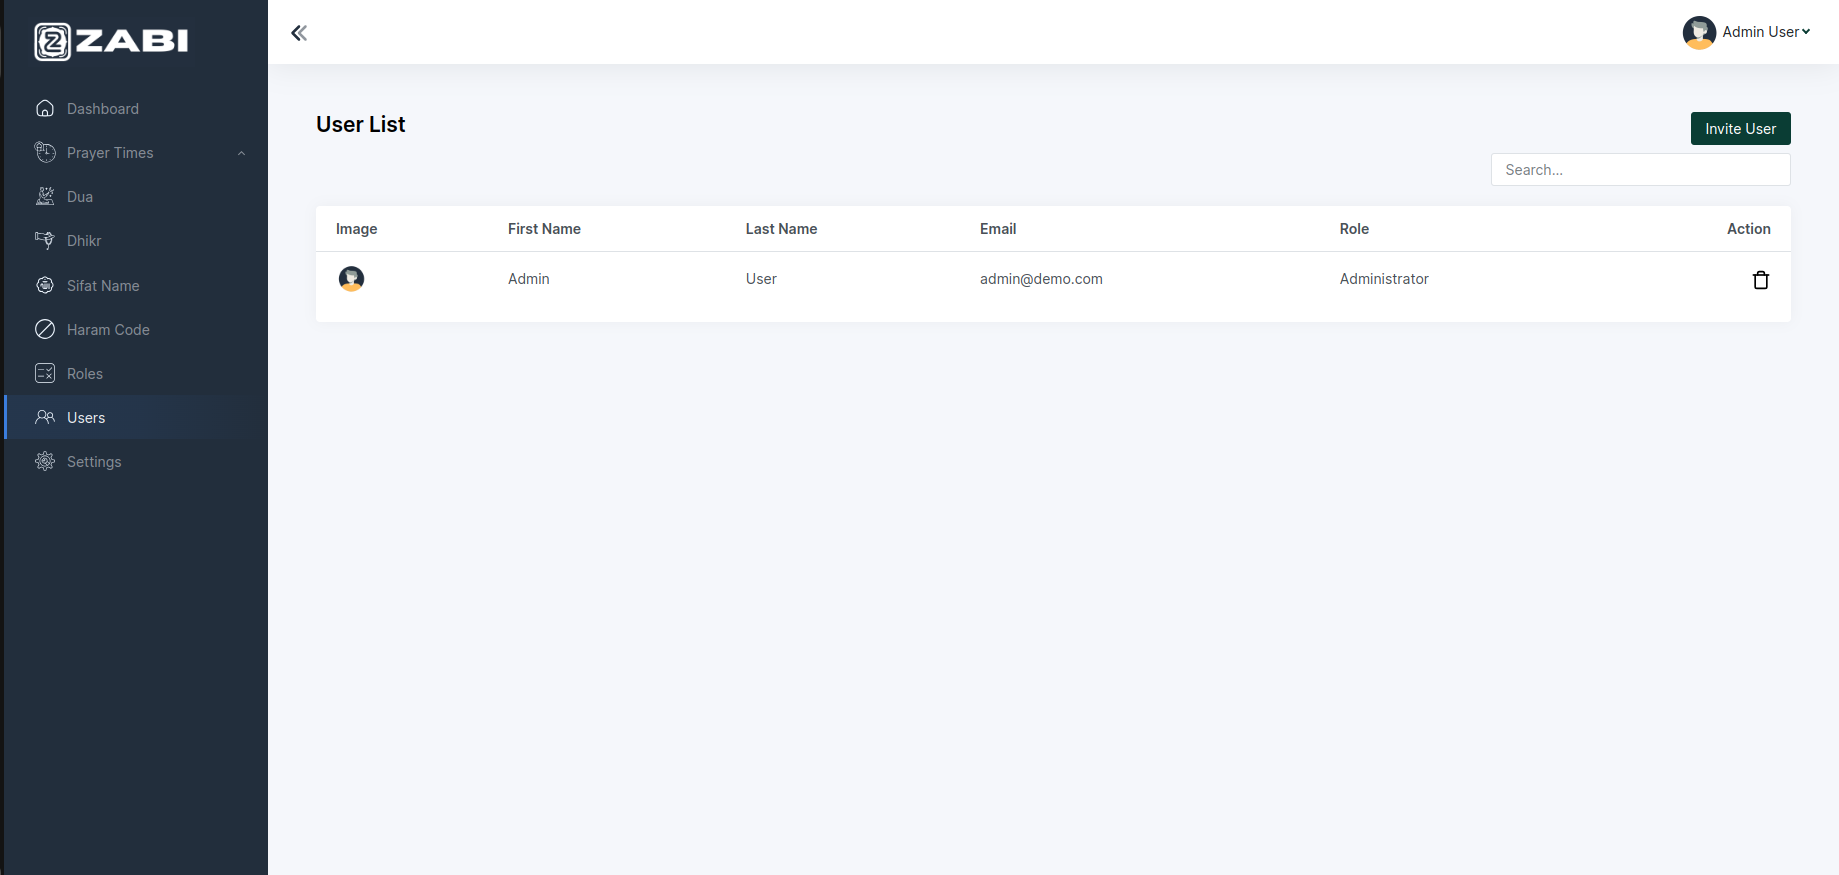 ZABI
Admin User
Dashboard
Prayer Times
Dua
Dhikr
Sifat Name
Haram Code
Roles
Users
Settings
User List
Invite User
Search...
Image First Name Last Name Email Role Action
Admin User admin@demo.com Administrator